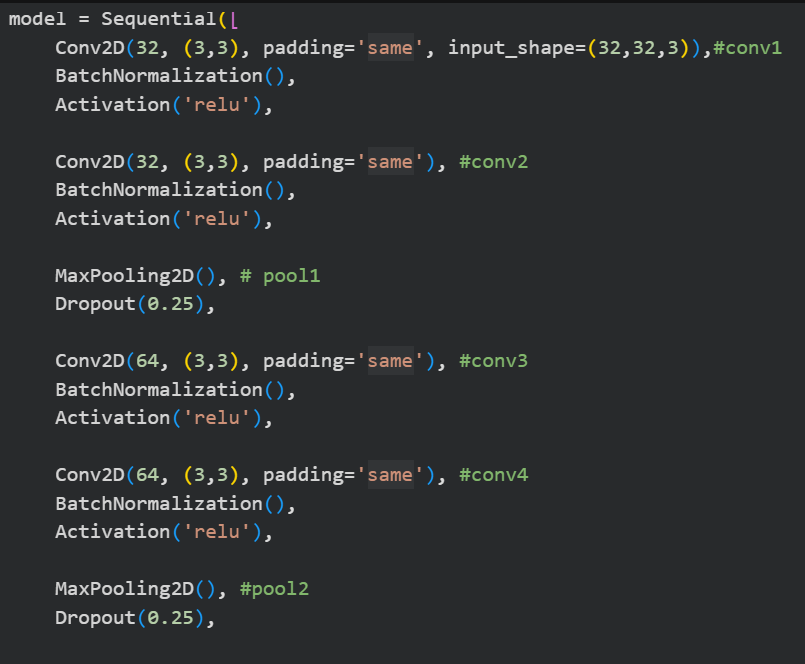 model = Sequential([
    Conv2D(32, (3,3), padding='same', input_shape=(32,32,3)),#conv1
    BatchNormalization(),
    Activation('relu'),

    Conv2D(32, (3,3), padding='same'), #conv2
    BatchNormalization(),
    Activation('relu'),

    MaxPooling2D(), # pool1
    Dropout(0.25),

    Conv2D(64, (3,3), padding='same'), #conv3
    BatchNormalization(),
    Activation('relu'),

    Conv2D(64, (3,3), padding='same'), #conv4
    BatchNormalization(),
    Activation('relu'),

    MaxPooling2D(), #pool2
    Dropout(0.25),